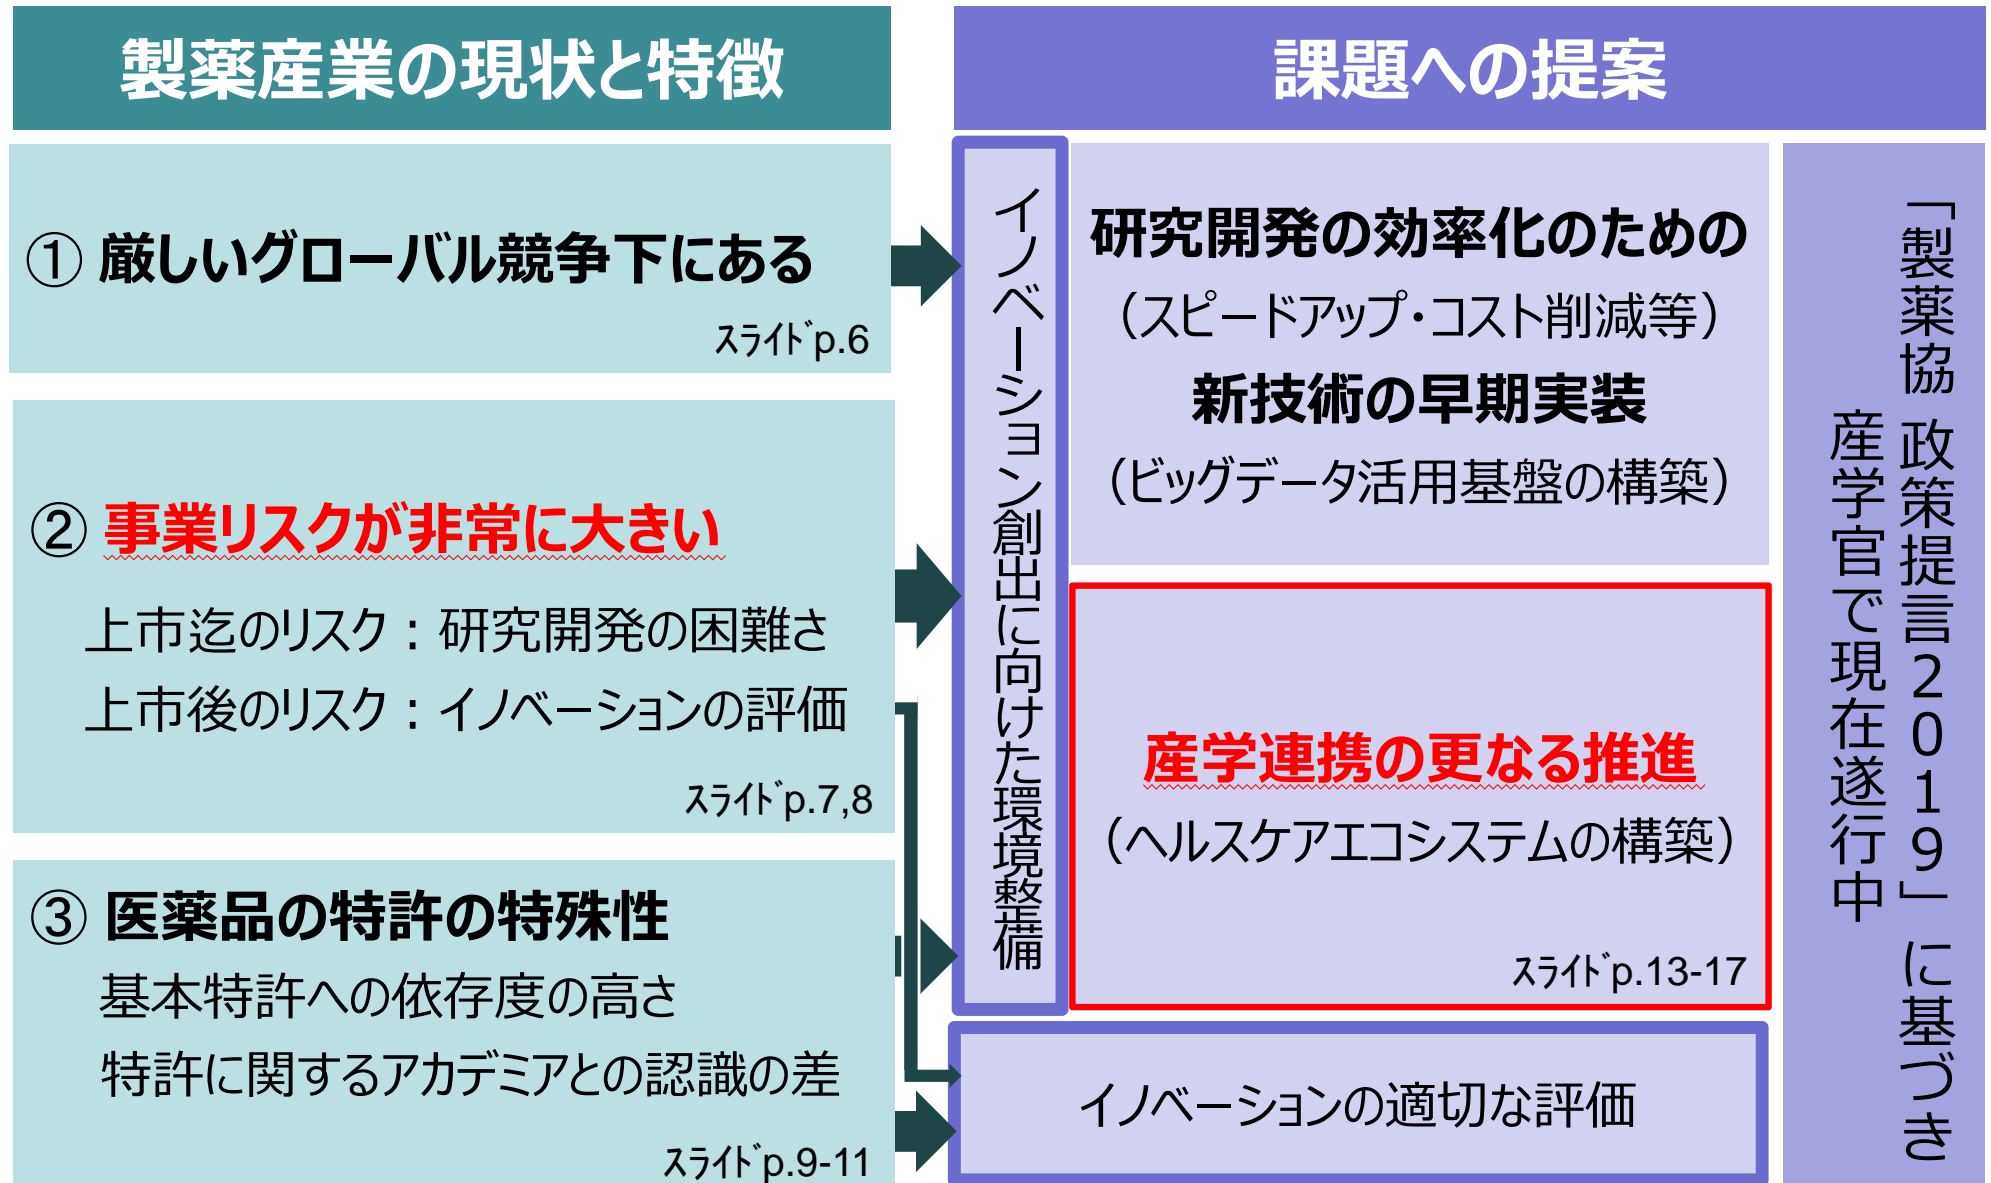 製薬産業の現状と特徴
① 厳しいグローバル競争下にある
ｽﾗｲﾄﾞp.6
② 事業リスクが非常に大きい
上市迄のリスク：研究開発の困難さ
上市後のリスク：イノベーションの評価
ｽﾗｲﾄﾞp.7,8
③ 医薬品の特許の特殊性
基本特許への依存度の高さ
特許に関するアカデミアとの認識の差
ｽﾗｲﾄﾞp.9-11
課題への提案
イノベーション創出に向けた環境整備
研究開発の効率化のための
（スピードアップ・コスト削減等）
新技術の早期実装
（ビッグデータ活用基盤の構築）
産学連携の更なる推進
（ヘルスケアエコシステムの構築）
ｽﾗｲﾄﾞp.13-17
イノベーションの適切な評価
「製薬協 政策提言2019」に基づき
産学官で現在遂行中